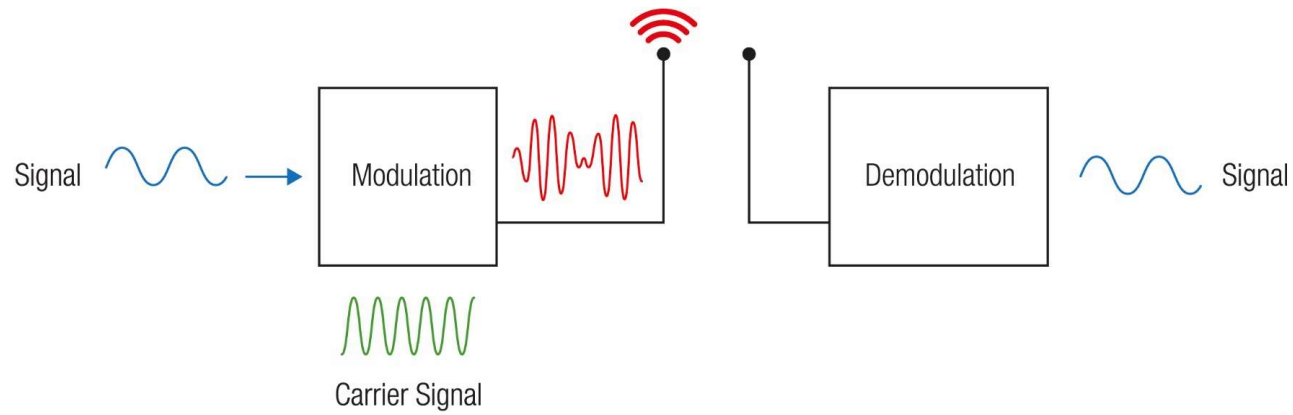 Signal
Modulation
Demodulation
Signal
Carrier Signal